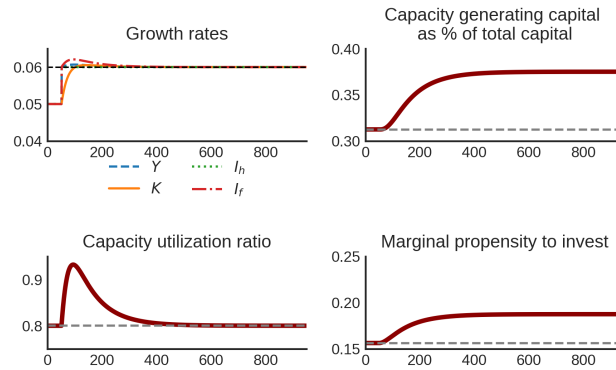 Growth rates
0.06
0.05
0.04
0 200 400 600 800
Y I_h
K I_f
Capacity generating capital
as % of total capital
0.40
0.35
0.30
0 200 400 600 800
Capacity utilization ratio
0.9
0.8
0 200 400 600 800
Marginal propensity to invest
0.25
0.20
0.15
0 200 400 600 800